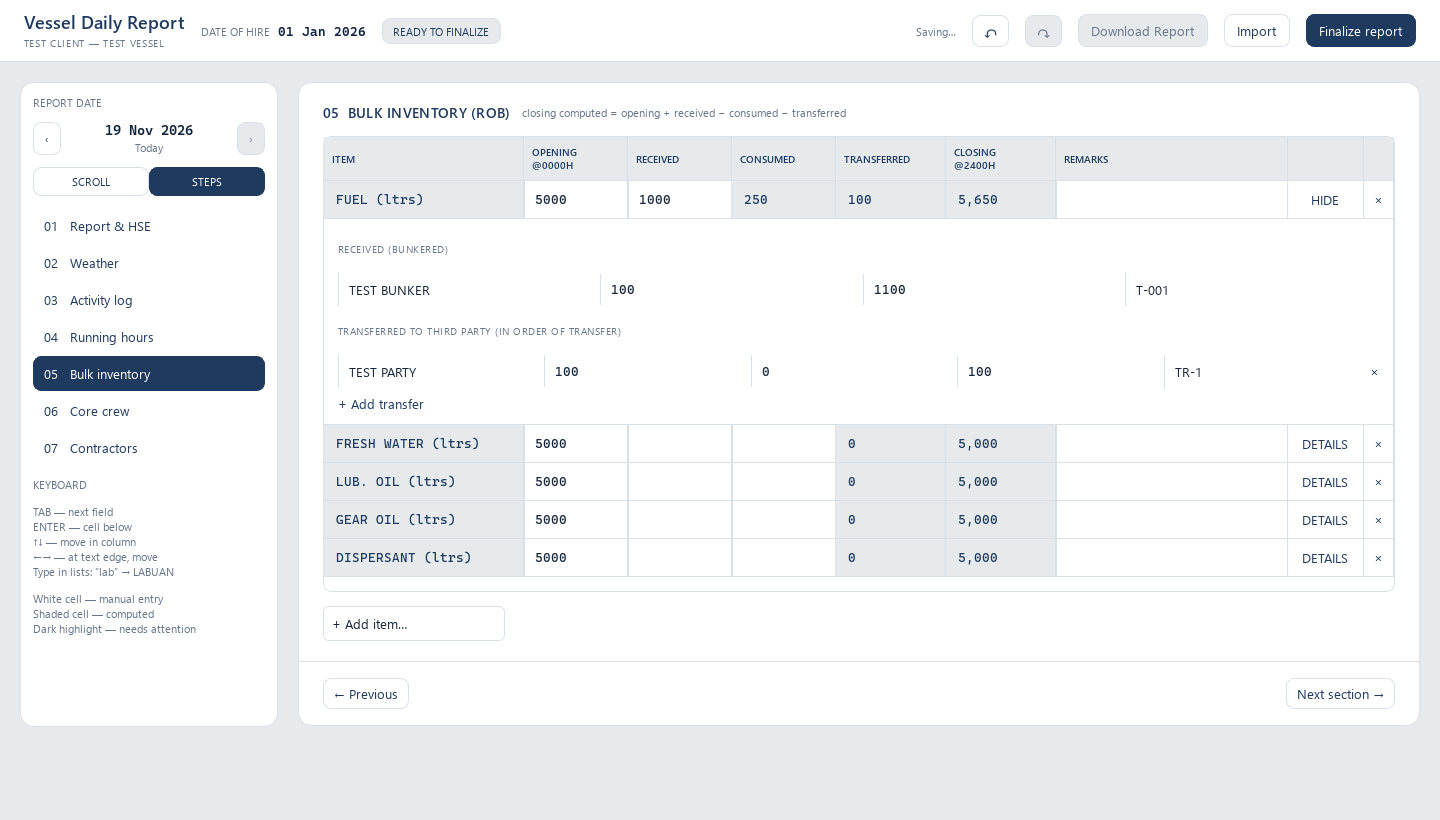 Vessel Daily Report
TEST CLIENT — TEST VESSEL
DATE OF HIRE 01 Jan 2026
READY TO FINALIZE
Saving…
Download Report
Import
Finalize report
REPORT DATE
‹
19 Nov 2026
Today
›
SCROLL
STEPS
01 Report & HSE
02 Weather
03 Activity log
04 Running hours
05 Bulk inventory
06 Core crew
07 Contractors
KEYBOARD
TAB — next field
ENTER — cell below
↑↓ — move in column
←→ — at text edge, move
Type in lists: “lab” → LABUAN
White cell — manual entry
Shaded cell — computed
Dark highlight — needs attention
05 BULK INVENTORY (ROB) closing computed = opening + received − consumed − transferred
ITEM OPENING @0000H RECEIVED CONSUMED TRANSFERRED CLOSING @2400H REMARKS
FUEL (ltrs) 5000 1000 250 100 5,650 HIDE ×
RECEIVED (BUNKERED)
TEST BUNKER 100 1100 T-001
TRANSFERRED TO THIRD PARTY (IN ORDER OF TRANSFER)
TEST PARTY 100 0 100 TR-1 ×
+ Add transfer
FRESH WATER (ltrs) 5000 0 5,000 DETAILS ×
LUB. OIL (ltrs) 5000 0 5,000 DETAILS ×
GEAR OIL (ltrs) 5000 0 5,000 DETAILS ×
DISPERSANT (ltrs) 5000 0 5,000 DETAILS ×
+ Add item…
← Previous
Next section →